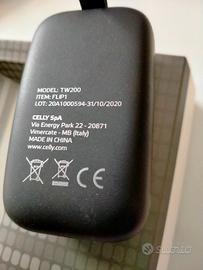 MODEL: TW200
ITEM: FLIP1
LOT: 20A1000594-31/10/2020
CELLY SpA
Via Energy Park 22 - 20871
Vimercate - MB (Italy)
MADE IN CHINA
www.celly.com
CE
subito